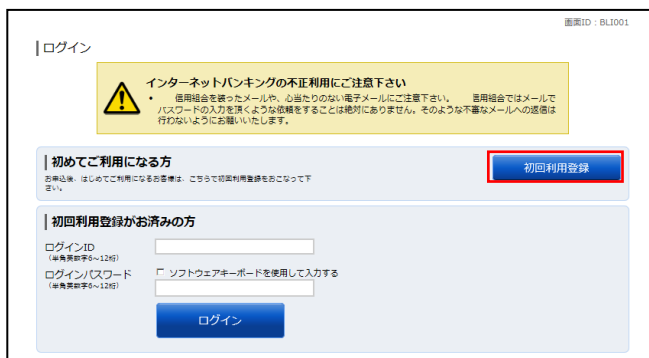 画面ID：BLI001
ログイン
インターネットバンキングの不正利用にご注意下さい
• 信用組合を装ったメールや、心当たりのない電子メールにご注意下さい。 信用組合ではメールで
パスワードの入力を頂くような依頼をすることは絶対にありません。そのような不審なメールへの返信は
行わないようにお願いいたします。
初めてご利用になる方
初回利用登録
お申込後、はじめてご利用になるお客様は、こちらで初回利用登録をおこなって下
さい。
初回利用登録がお済みの方
ログインID
（半角英数字6～12桁）
ログインパスワード
ソフトウェアキーボードを使用して入力する
（半角英数字6～12桁）
ログイン